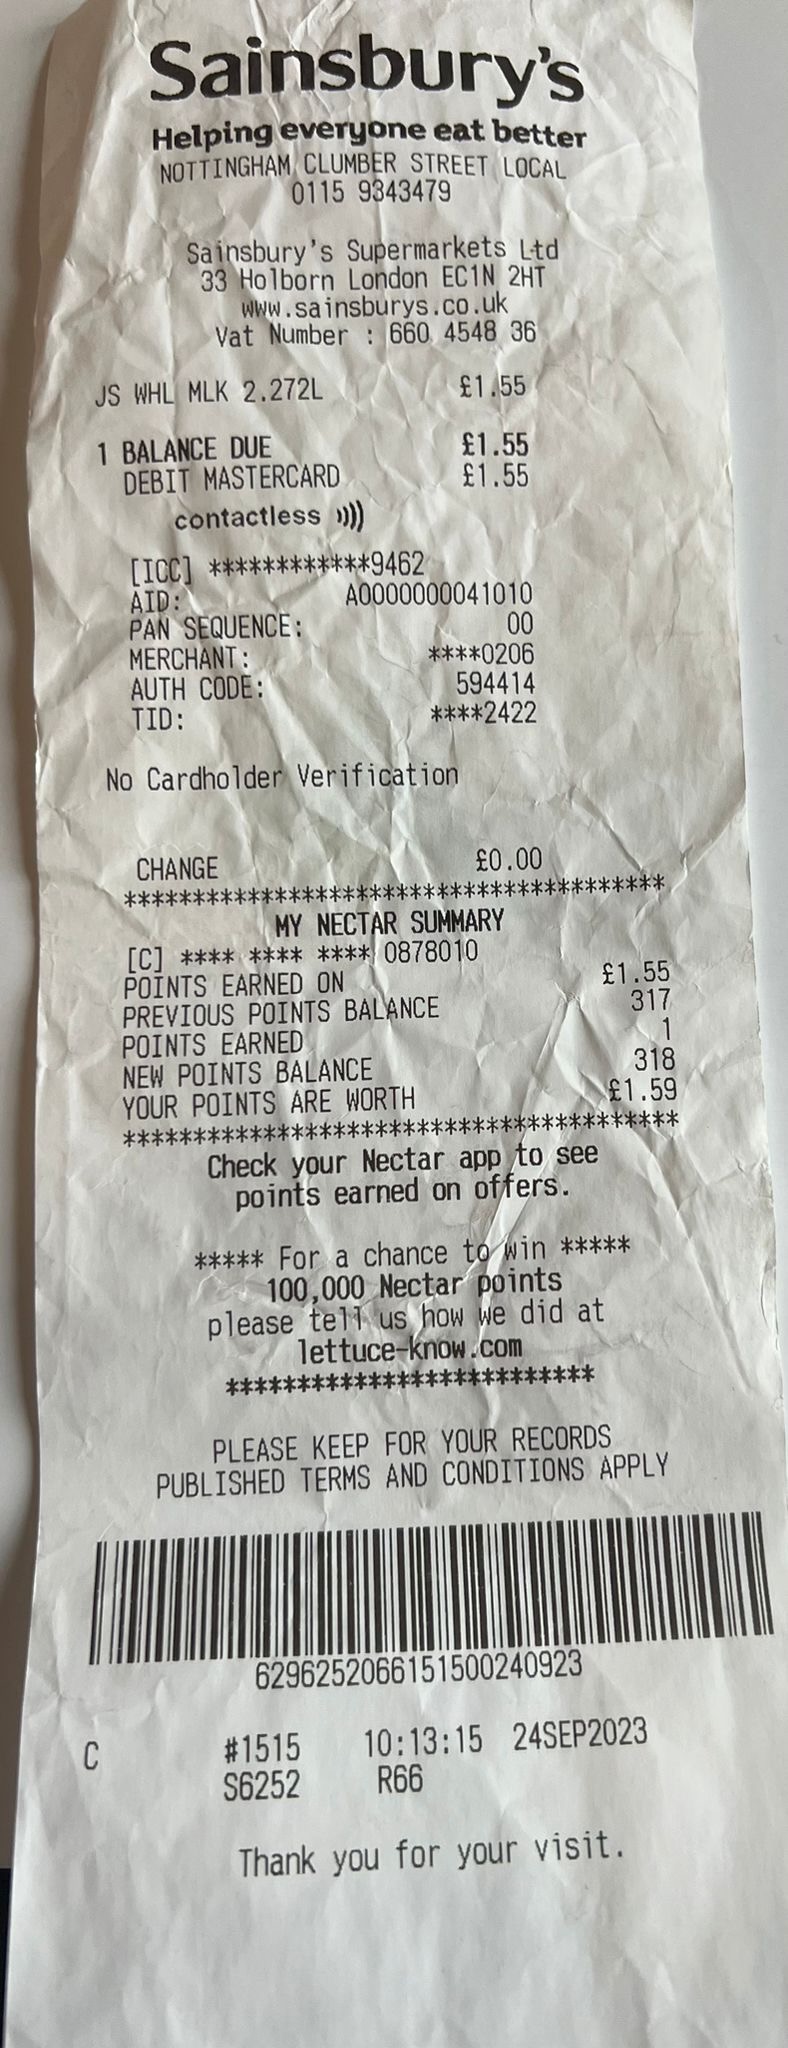 Sainsbury's
Helping everyone eat better
NOTTINGHAM CLUMBER STREET LOCAL
0115 9343479
Sainsbury's Supermarkets Ltd
33 Holborn London EC1N 2HT
www.sainsburys.co.uk
Vat Number : 660 4548 36
JS WHL MLK 2.272L £1.55
1 BALANCE DUE £1.55
DEBIT MASTERCARD £1.55
contactless
[ICC] ************9462
AID: A0000000041010
PAN SEQUENCE: 00
MERCHANT: ****0206
AUTH CODE: 594414
TID: ****2422
No Cardholder Verification
CHANGE £0.00
******************************************
MY NECTAR SUMMARY
[C] **** **** **** 0878010
POINTS EARNED ON £1.55
PREVIOUS POINTS BALANCE 317
POINTS EARNED 1
NEW POINTS BALANCE 318
YOUR POINTS ARE WORTH £1.59
******************************************
Check your Nectar app to see
points earned on offers.
***** For a chance to win *****
100,000 Nectar points
please tell us how we did at
lettuce-know.com
**************************
PLEASE KEEP FOR YOUR RECORDS
PUBLISHED TERMS AND CONDITIONS APPLY
6296252066151500240923
C #1515 10:13:15 24SEP2023
S6252 R66
Thank you for your visit.